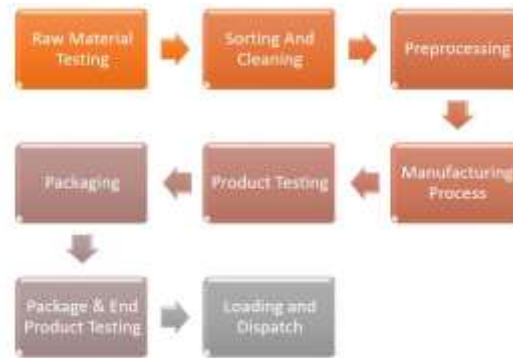 Raw Material
Testing
Sorting And
Cleaning
Preprocessing
Manufacturing
Process
Product Testing
Packaging
Package & End
Product Testing
Loading and
Dispatch